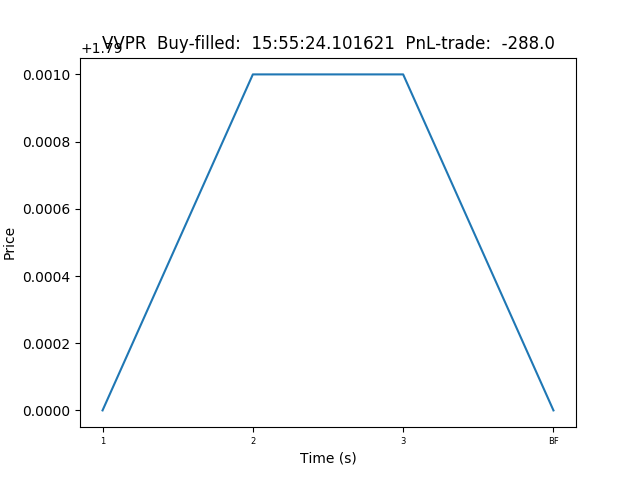 VVPR  Buy-filled:  15:55:24.101621  PnL-trade:  -288.0
+1.79
0.0010
0.0008
0.0006
0.0004
0.0002
0.0000
Price
1 2 3 BF
Time (s)